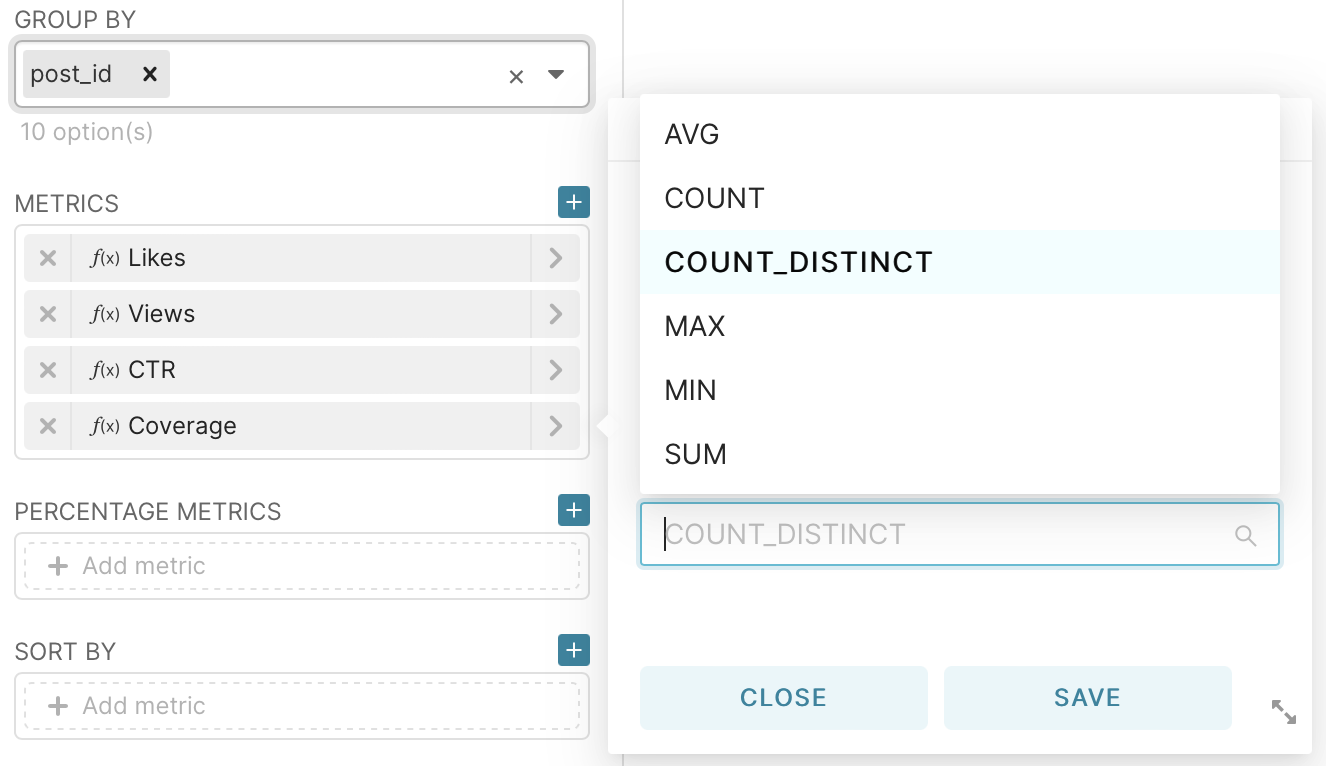 GROUP BY
post_id
10 option(s)
METRICS
f(x) Likes
f(x) Views
f(x) CTR
f(x) Coverage
PERCENTAGE METRICS
Add metric
SORT BY
Add metric
AVG
COUNT
COUNT_DISTINCT
MAX
MIN
SUM
COUNT_DISTINCT
CLOSE
SAVE